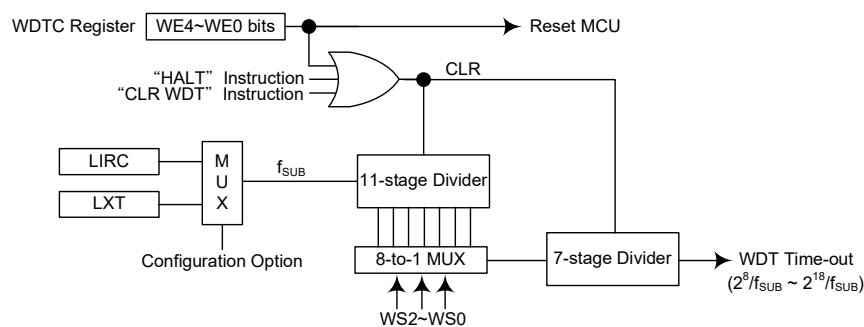 WDTC Register
WE4~WE0 bits
Reset MCU
“HALT” Instruction
“CLR WDT” Instruction
CLR
LIRC
LXT
M
U
X
fSUB
11-stage Divider
Configuration Option
8-to-1 MUX
7-stage Divider
WDT Time-out
(2^8/fSUB ~ 2^18/fSUB)
WS2~WS0